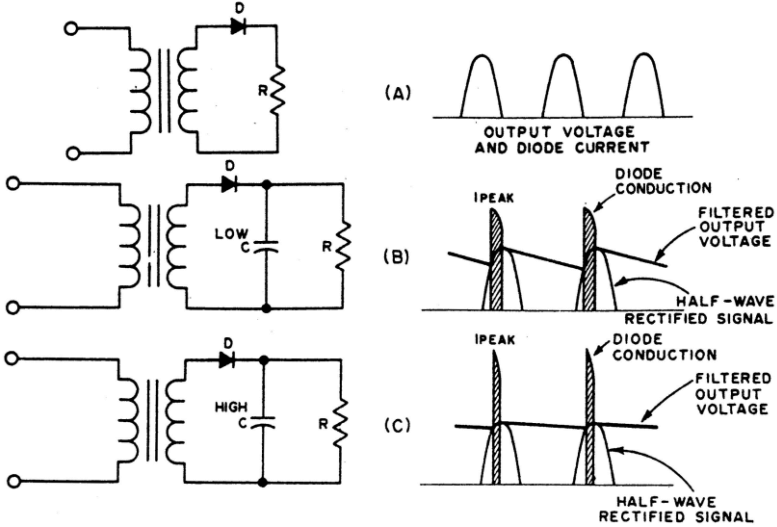 D
R
(A)
OUTPUT VOLTAGE
AND DIODE CURRENT
D
LOW
C
R
(B)
IPEAK
DIODE
CONDUCTION
FILTERED
OUTPUT
VOLTAGE
HALF-WAVE
RECTIFIED SIGNAL
D
HIGH
C
R
(C)
IPEAK
DIODE
CONDUCTION
FILTERED
OUTPUT
VOLTAGE
HALF-WAVE
RECTIFIED SIGNAL